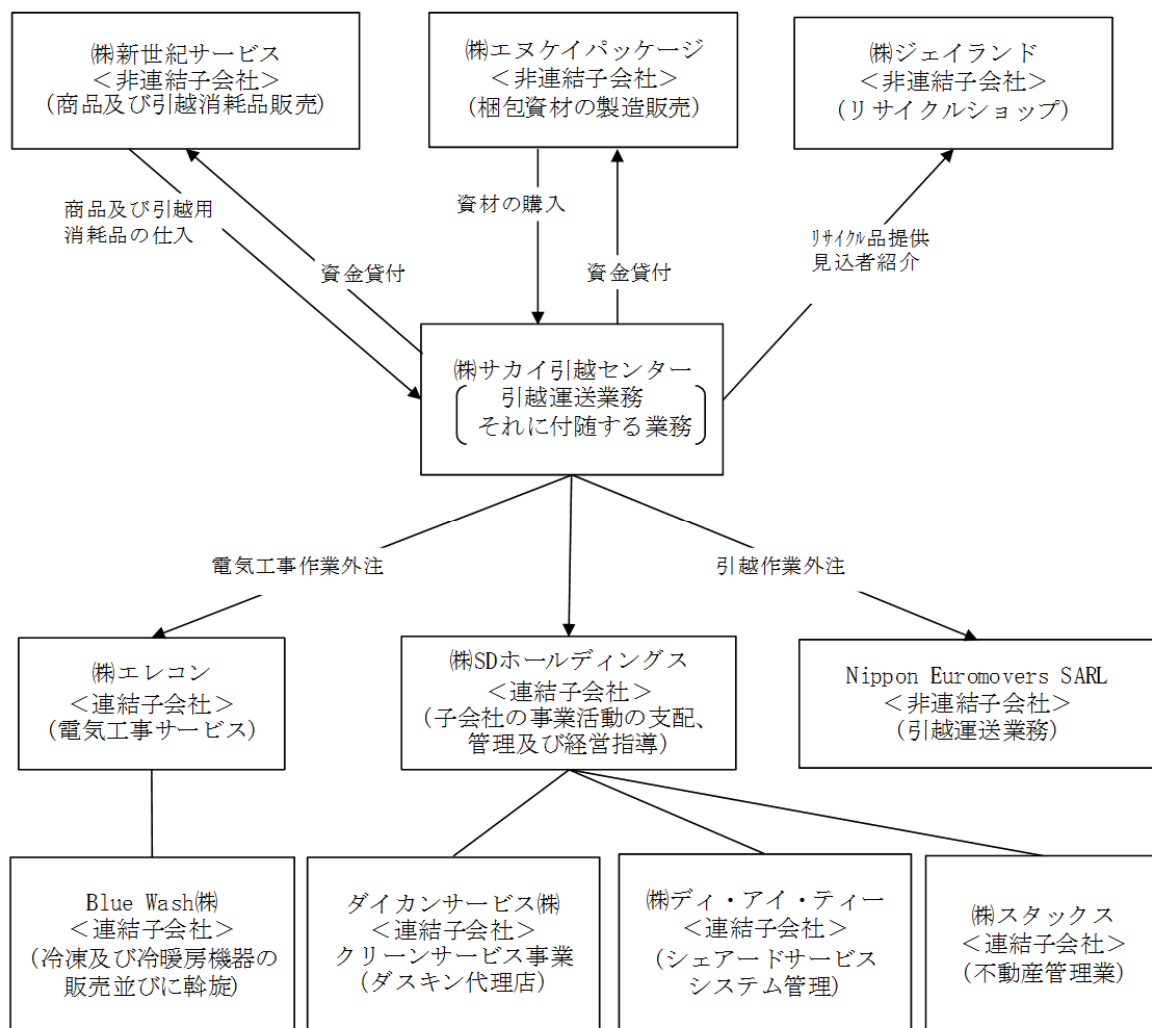 ㈱新世紀サービス
＜非連結子会社＞
(商品及び引越消耗品販売)
㈱エヌケイパッケージ
＜非連結子会社＞
(梱包資材の製造販売)
㈱ジェイランド
＜非連結子会社＞
(リサイクルショップ)
商品及び引越用
消耗品の仕入
資金貸付
資材の購入
資金貸付
ﾘｻｲｸﾙ品提供
見込者紹介
㈱サカイ引越センター
引越運送業務
それに付随する業務
電気工事作業外注
引越作業外注
㈱エレコン
＜連結子会社＞
(電気工事サービス)
㈱SDホールディングス
＜連結子会社＞
(子会社の事業活動の支配、
管理及び経営指導)
Nippon Euromovers SARL
＜非連結子会社＞
(引越運送業務)
Blue Wash㈱
＜連結子会社＞
(冷凍及び冷暖房機器の
販売並びに斡旋)
ダイカンサービス㈱
＜連結子会社＞
クリーンサービス事業
(ダスキン代理店)
㈱ディ・アイ・ティー
＜連結子会社＞
(シェアードサービス
システム管理)
㈱スタックス
＜連結子会社＞
(不動産管理業)